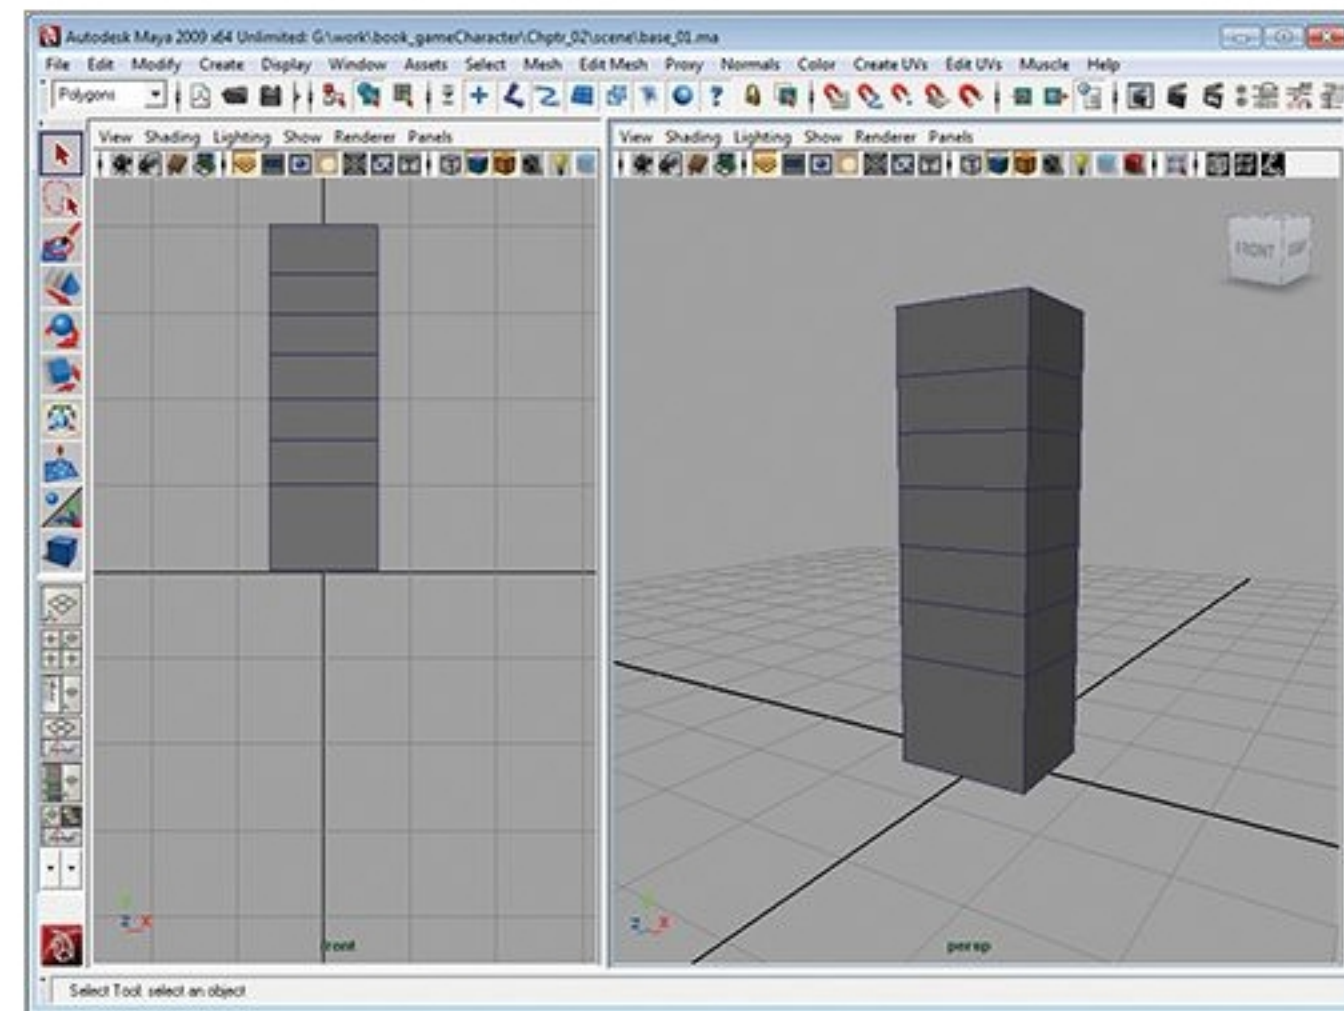 Autodesk Maya 2009 x64 Unlimited: G:\work\book_gameCharacter\Chptr_02\scene\base_01.ma
File Edit Modify Create Display Window Assets Select Mesh Edit Mesh Proxy Normals Color Create UVs Edit UVs Muscle Help
Polygons
View Shading Lighting Show Renderer Panels
View Shading Lighting Show Renderer Panels
FRONT
Y
Z X
front
Y
Z X
persp
Select Tool: select an object